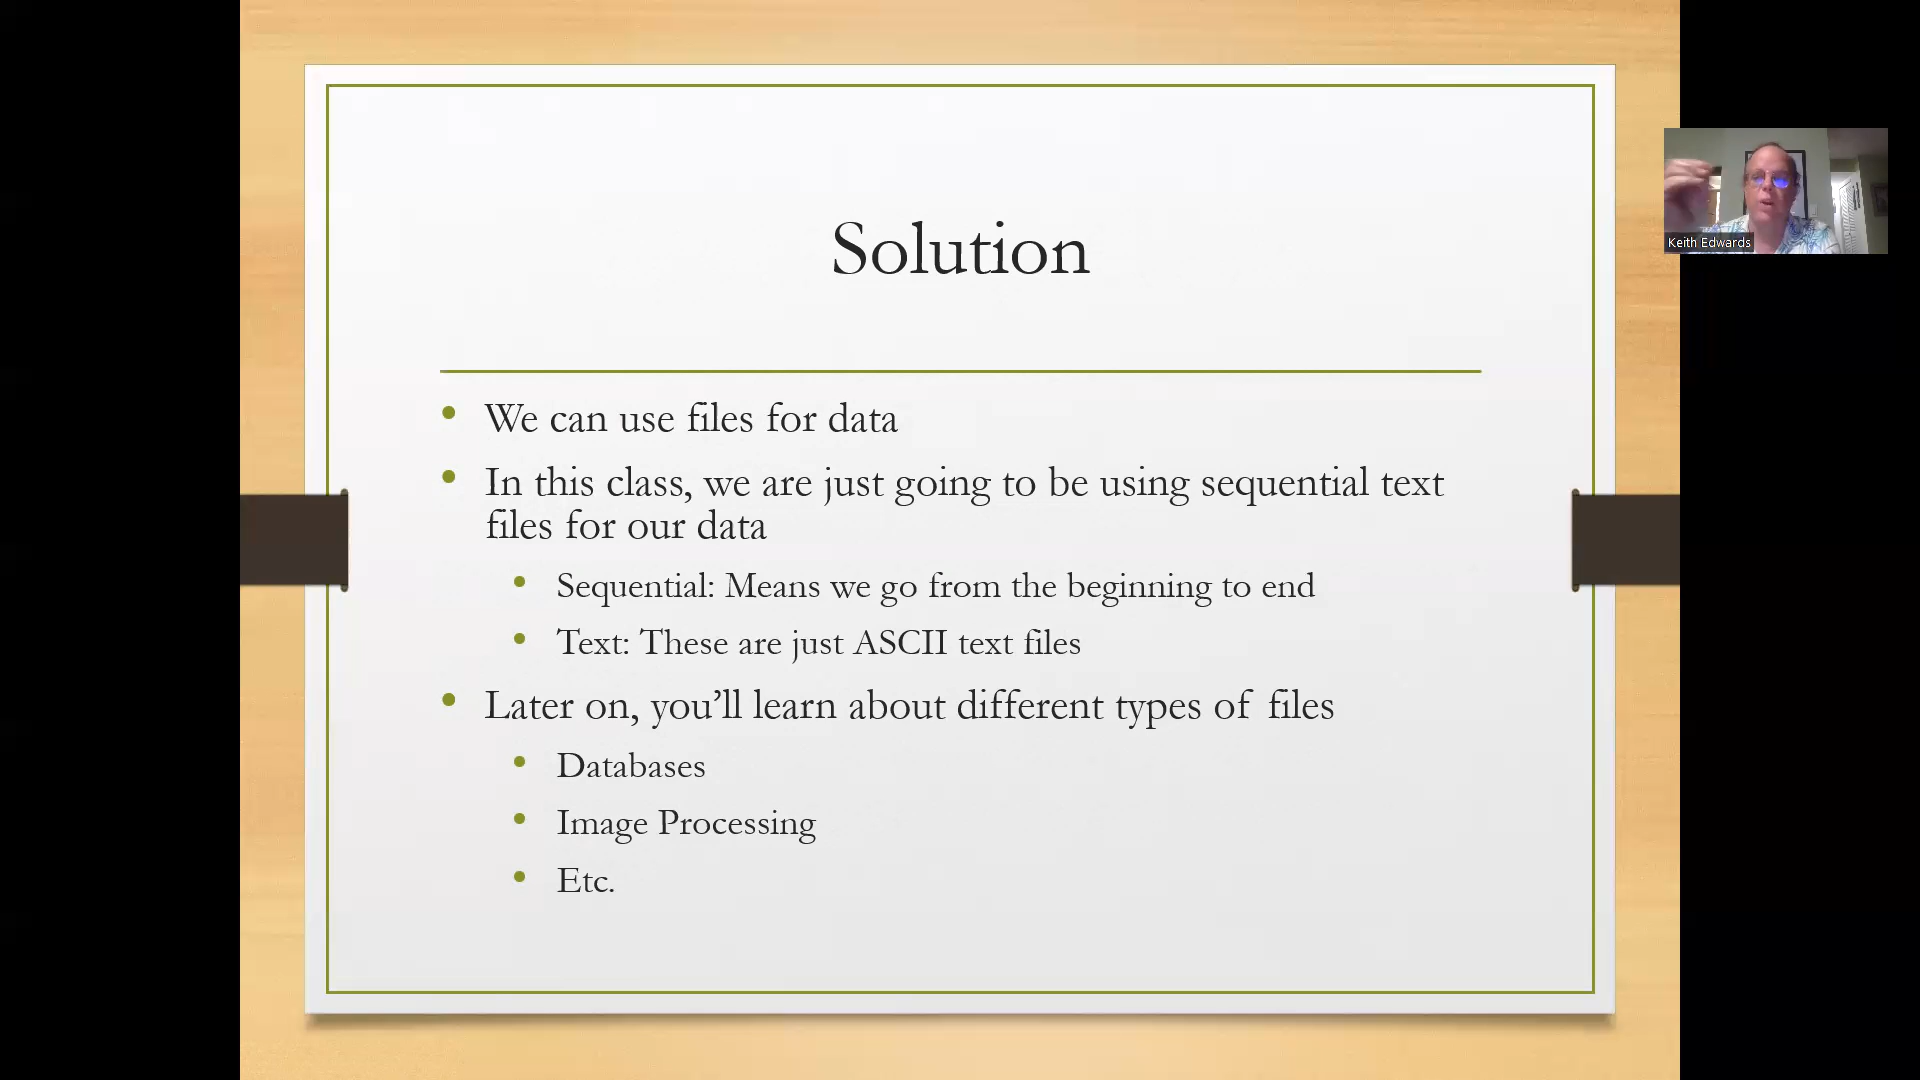 Solution
• We can use files for data
• In this class, we are just going to be using sequential text
files for our data
• Sequential: Means we go from the beginning to end
• Text: These are just ASCII text files
• Later on, you’ll learn about different types of files
• Databases
• Image Processing
• Etc.
Keith Edwards